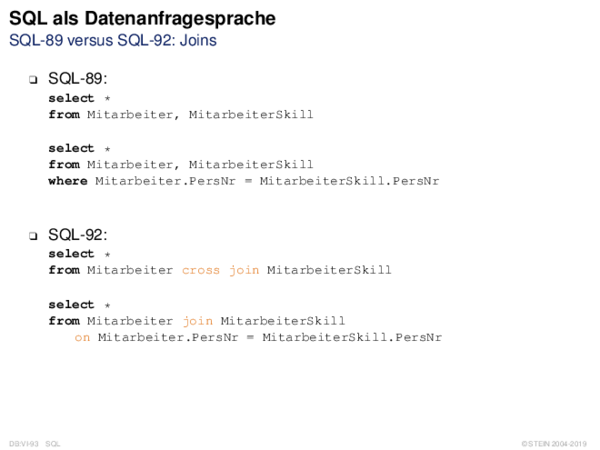 SQL als Datenanfragesprache
SQL-89 versus SQL-92: Joins
❑ SQL-89:
select *
from Mitarbeiter, MitarbeiterSkill
select *
from Mitarbeiter, MitarbeiterSkill
where Mitarbeiter.PersNr = MitarbeiterSkill.PersNr
❑ SQL-92:
select *
from Mitarbeiter cross join MitarbeiterSkill
select *
from Mitarbeiter join MitarbeiterSkill
on Mitarbeiter.PersNr = MitarbeiterSkill.PersNr
DB:VI-93 SQL
© STEIN 2004-2019